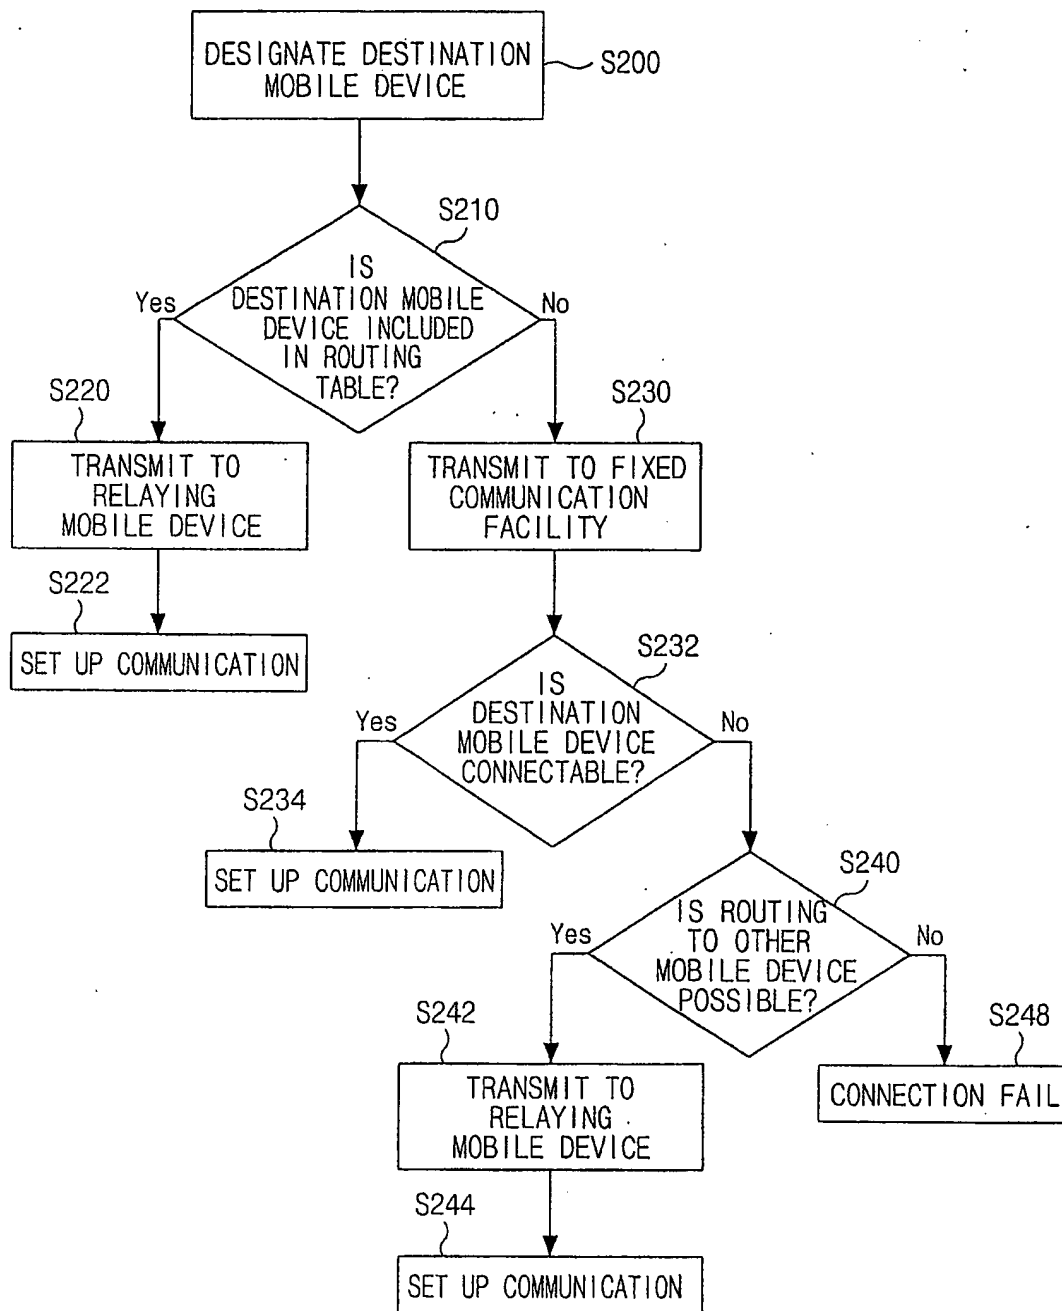 DESIGNATE DESTINATION
MOBILE DEVICE
S200
S210
IS
DESTINATION MOBILE
DEVICE INCLUDED
IN ROUTING
TABLE?
Yes
No
S220
TRANSMIT TO
RELAYING
MOBILE DEVICE
S230
TRANSMIT TO FIXED
COMMUNICATION
FACILITY
S222
SET UP COMMUNICATION
S232
IS
DESTINATION
MOBILE DEVICE
CONNECTABLE?
Yes
No
S234
SET UP COMMUNICATION
S240
IS ROUTING
TO OTHER
MOBILE DEVICE
POSSIBLE?
Yes
No
S242
TRANSMIT TO
RELAYING
MOBILE DEVICE
S248
CONNECTION FAIL
S244
SET UP COMMUNICATION